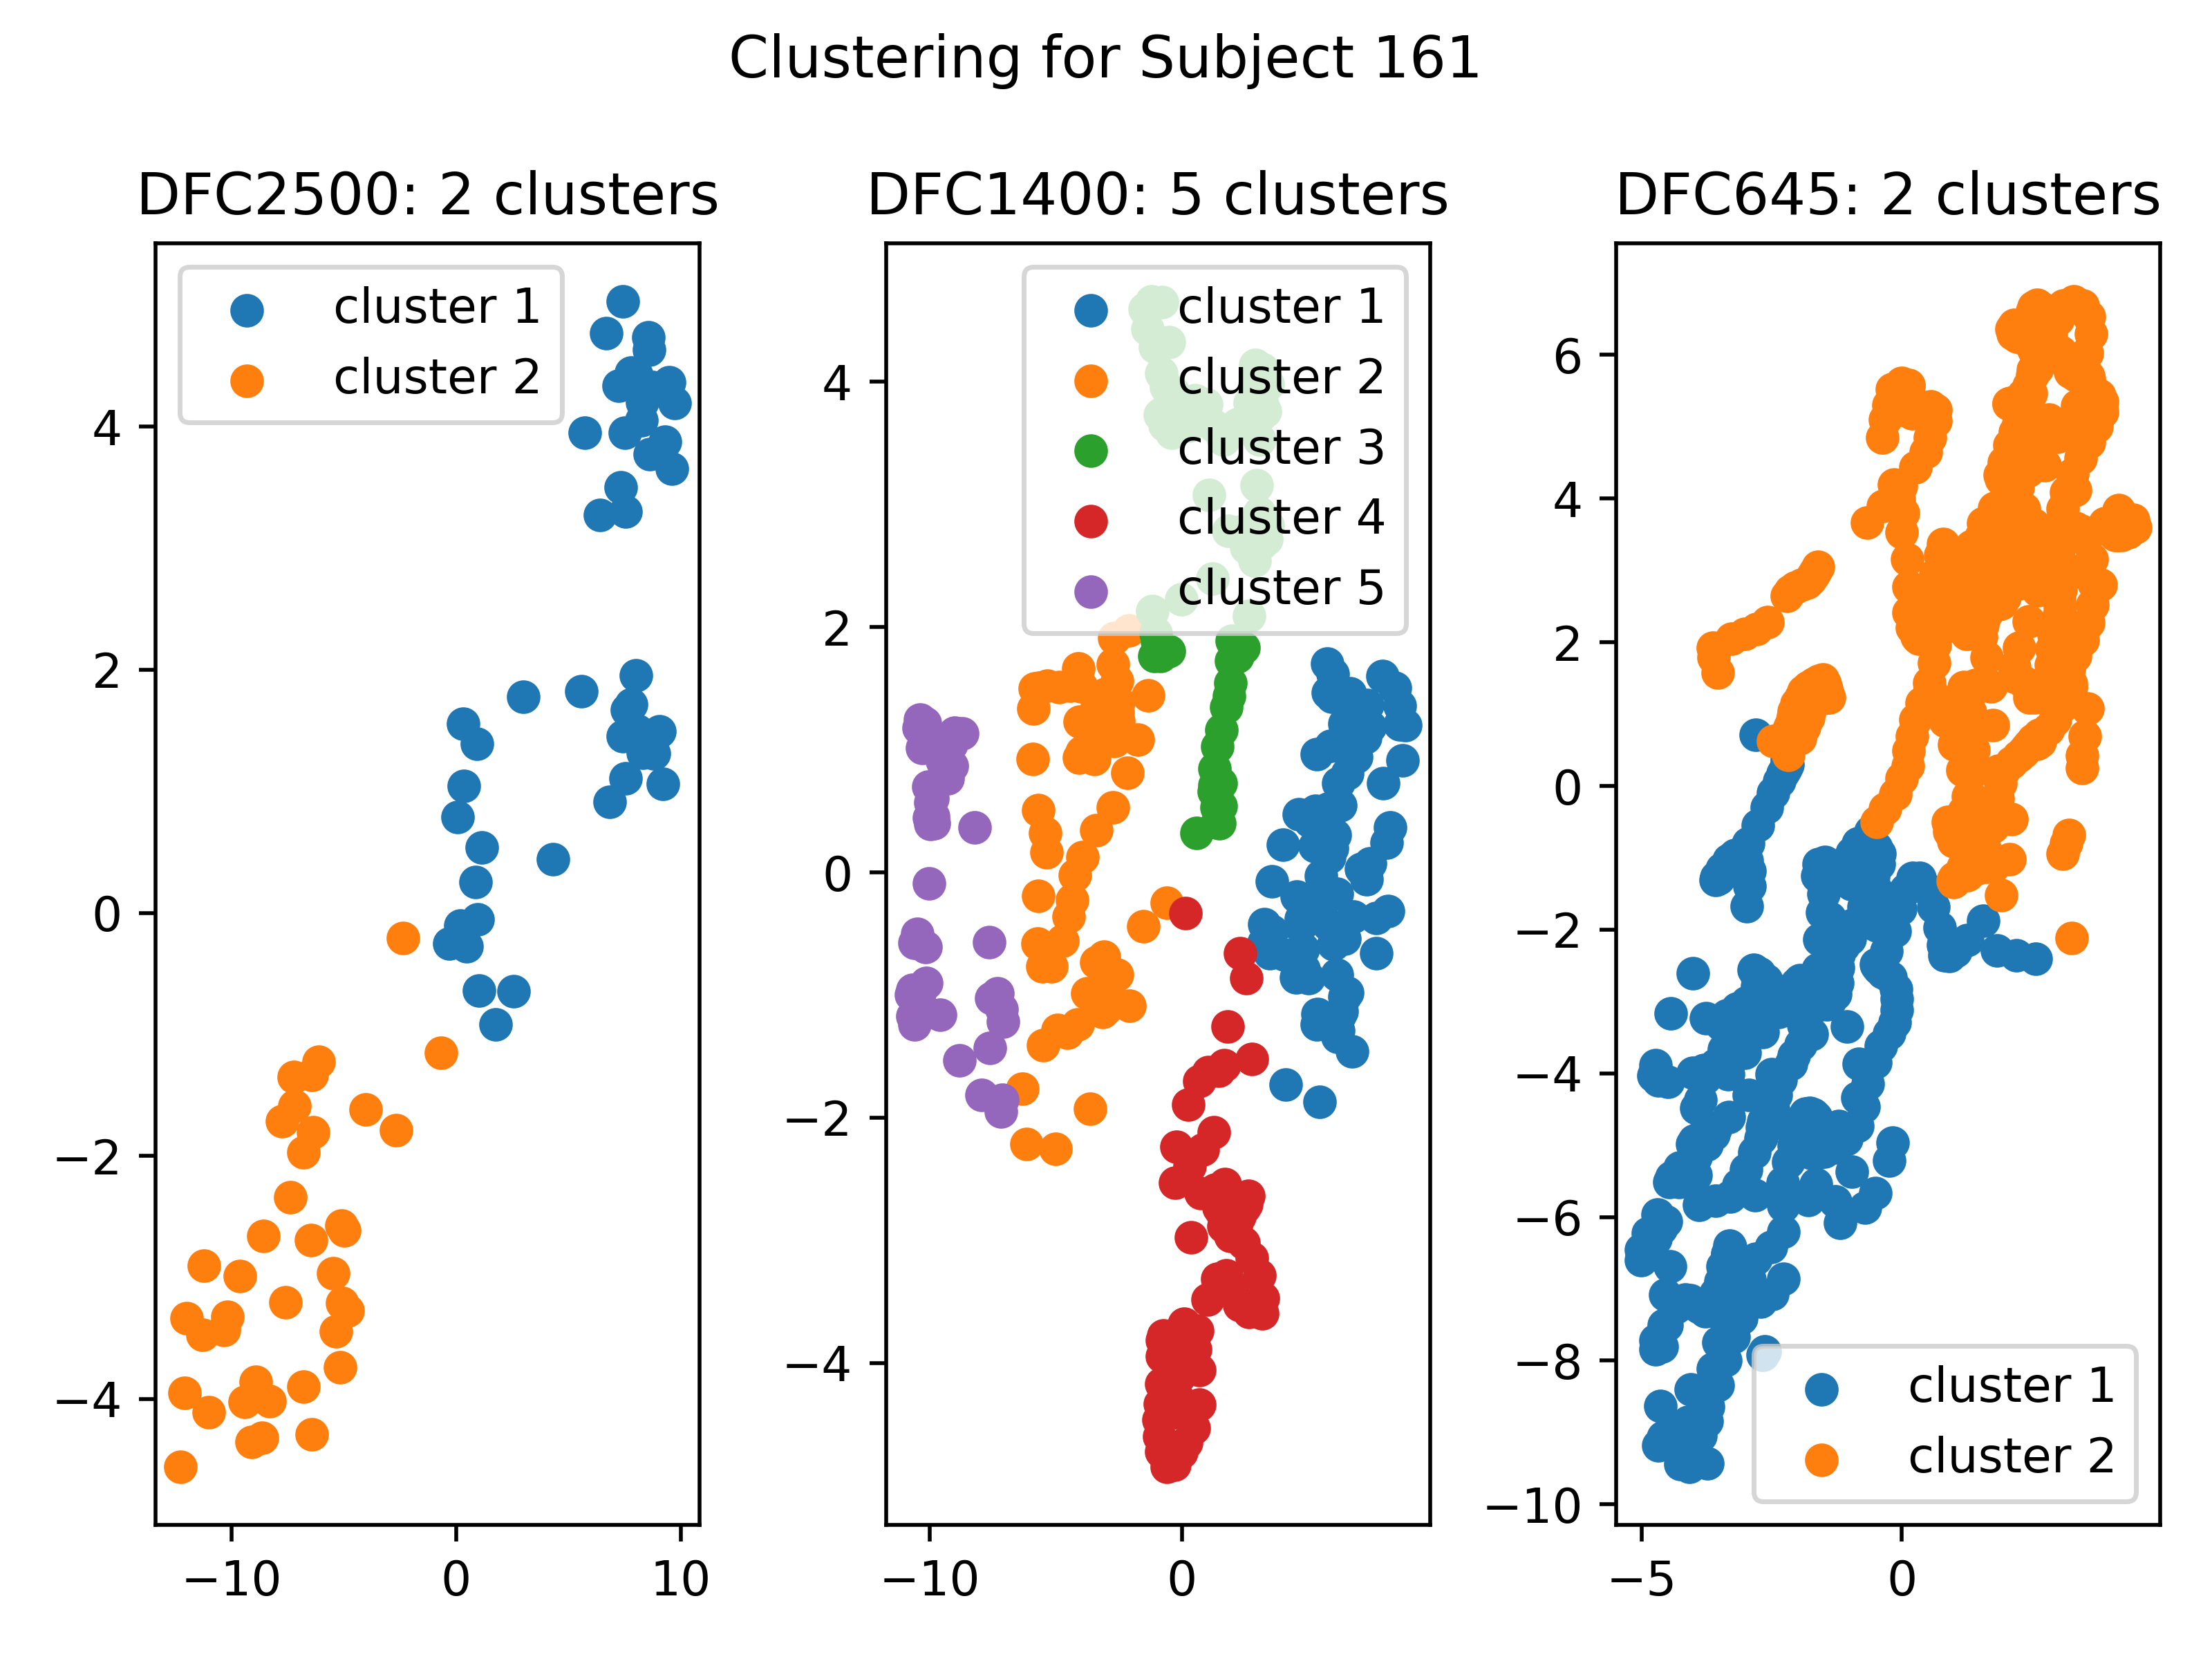 Clustering for Subject 161
DFC2500: 2 clusters
cluster 1
cluster 2
4
2
0
−2
−4
−10
0
10
DFC1400: 5 clusters
cluster 1
cluster 2
cluster 3
cluster 4
cluster 5
4
2
0
−2
−4
−10
0
DFC645: 2 clusters
6
4
2
0
−2
−4
−6
−8
−10
cluster 1
cluster 2
−5
0